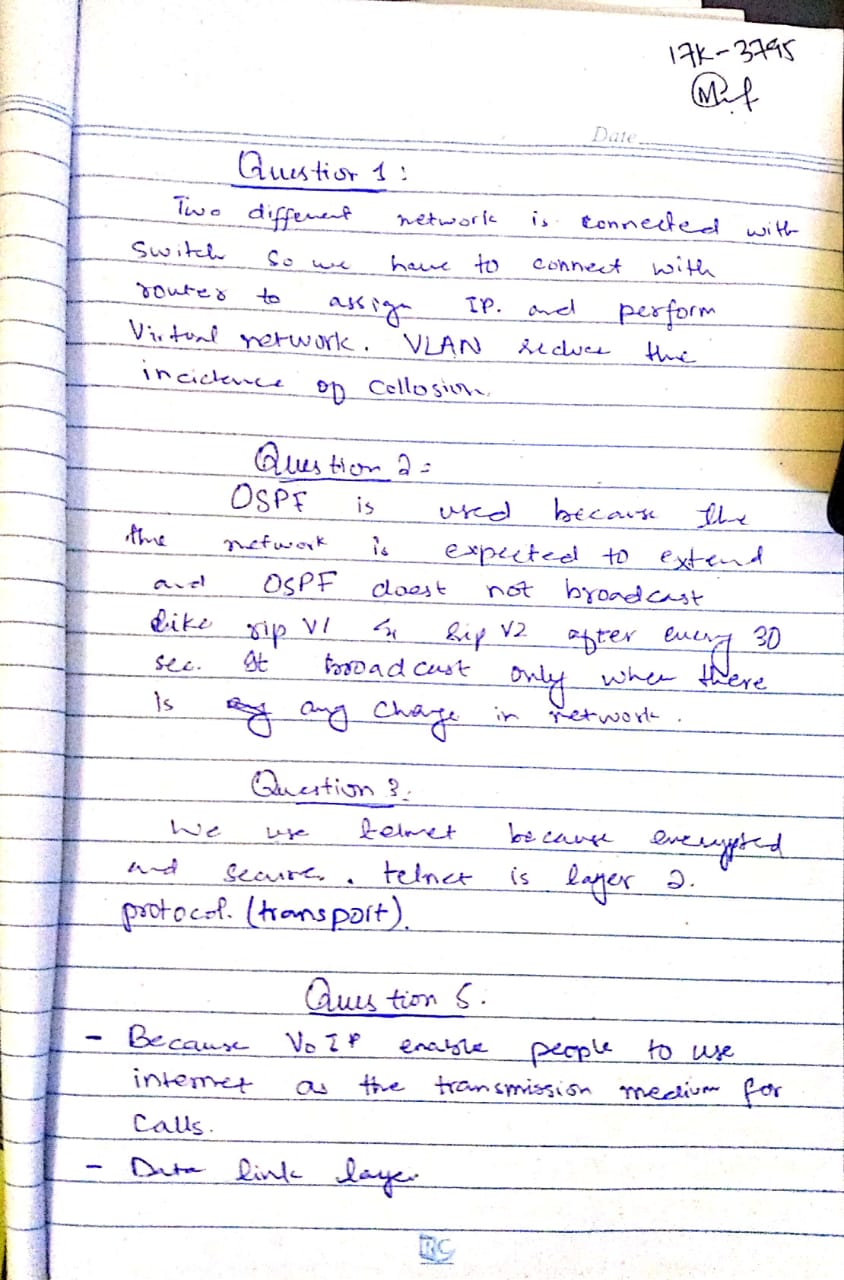 17K-3795
Date
Question 1:
Two different network is connected with
Switch So we have to connect with
router to assign IP. and perform
Virtual network. VLAN reduce the
incidence of Collosion.
Question 2:
OSPF is used because the
the network is expected to extend
and OSPF doest not broadcast
like rip V1 & Rip V2 after every 30
sec. It broadcast only when there
Is any change in network.
Question 3.
We use telnet because encrypted
and secures. telnet is layer 2.
protocol. (transport).
Question 5.
- Because VoIP enable people to use
internet as the transmission medium for
Calls.
- Data link layer
RC